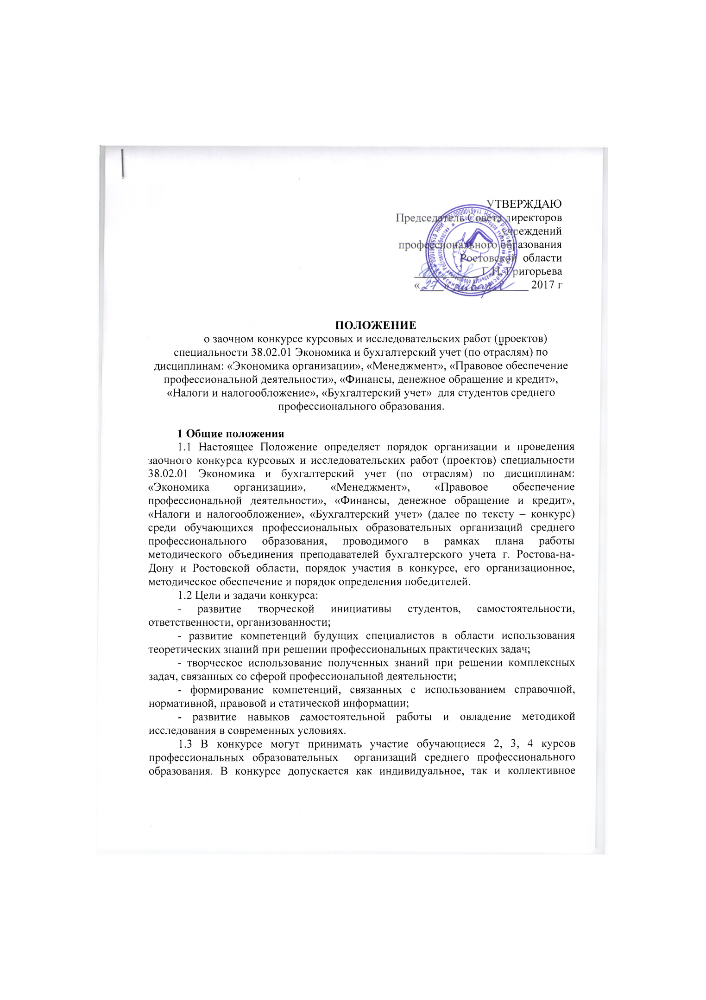 УТВЕРЖДАЮ
Председатель Совета директоров
учреждений
профессионального образования
Ростовской области
Григорьева
«27» 2017 г
ПОЛОЖЕНИЕ
о заочном конкурсе курсовых и исследовательских работ (проектов)
специальности 38.02.01 Экономика и бухгалтерский учет (по отраслям) по
дисциплинам: «Экономика организации», «Менеджмент», «Правовое обеспечение
профессиональной деятельности», «Финансы, денежное обращение и кредит»,
«Налоги и налогообложение», «Бухгалтерский учет» для студентов среднего
профессионального образования.
1 Общие положения
1.1 Настоящее Положение определяет порядок организации и проведения
заочного конкурса курсовых и исследовательских работ (проектов) специальности
38.02.01 Экономика и бухгалтерский учет (по отраслям) по дисциплинам:
«Экономика организации», «Менеджмент», «Правовое обеспечение
профессиональной деятельности», «Финансы, денежное обращение и кредит»,
«Налоги и налогообложение», «Бухгалтерский учет» (далее по тексту – конкурс)
среди обучающихся профессиональных образовательных организаций среднего
профессионального образования, проводимого в рамках плана работы
методического объединения преподавателей бухгалтерского учета г. Ростова-на-
Дону и Ростовской области, порядок участия в конкурсе, его организационное,
методическое обеспечение и порядок определения победителей.
1.2 Цели и задачи конкурса:
- развитие творческой инициативы студентов, самостоятельности,
ответственности, организованности;
- развитие компетенций будущих специалистов в области использования
теоретических знаний при решении профессиональных практических задач;
- творческое использование полученных знаний при решении комплексных
задач, связанных со сферой профессиональной деятельности;
- формирование компетенций, связанных с использованием справочной,
нормативной, правовой и статической информации;
- развитие навыков самостоятельной работы и овладение методикой
исследования в современных условиях.
1.3 В конкурсе могут принимать участие обучающиеся 2, 3, 4 курсов
профессиональных образовательных организаций среднего профессионального
образования. В конкурсе допускается как индивидуальное, так и коллективное